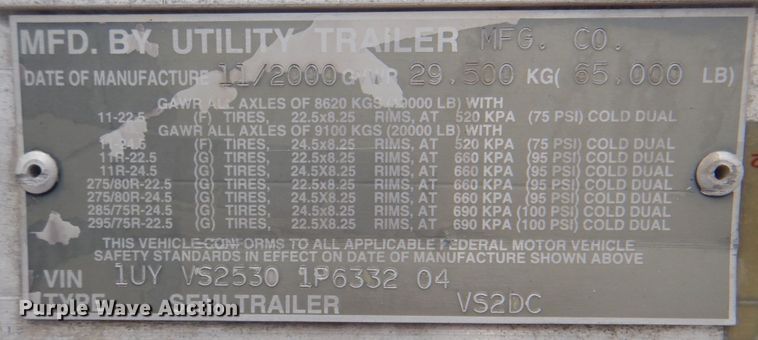 MFD. BY UTILITY TRAILER MFG. CO.
DATE OF MANUFACTURE 11/2000 GVWR 29,500 KG( 65,000 LB)
GAWR ALL AXLES OF 8620 KGS (19000 LB) WITH
11-22.5 (F) TIRES, 22.5x8.25 RIMS, AT 520 KPA (75 PSI) COLD DUAL
GAWR ALL AXLES OF 9100 KGS (20000 LB) WITH
11-24.5 (F) TIRES, 24.5x8.25 RIMS, AT 520 KPA (75 PSI) COLD DUAL
11R-22.5 (G) TIRES, 22.5x8.25 RIMS, AT 660 KPA (95 PSI) COLD DUAL
11R-24.5 (G) TIRES, 24.5x8.25 RIMS, AT 660 KPA (95 PSI) COLD DUAL
275/80R-22.5 (G) TIRES, 22.5x8.25 RIMS, AT 660 KPA (95 PSI) COLD DUAL
275/80R-24.5 (G) TIRES, 24.5x8.25 RIMS, AT 660 KPA (95 PSI) COLD DUAL
285/75R-24.5 (G) TIRES, 24.5x8.25 RIMS, AT 690 KPA (100 PSI) COLD DUAL
295/75R-22.5 (G) TIRES, 22.5x8.25 RIMS, AT 690 KPA (100 PSI) COLD DUAL
THIS VEHICLE CONFORMS TO ALL APPLICABLE FEDERAL MOTOR VEHICLE
SAFETY STANDARDS IN EFFECT ON DATE OF MANUFACTURE SHOWN ABOVE
VIN 1UY VS2530 1P6332 04
TYPE SEMITRAILER VS2DC
Purple Wave Auction